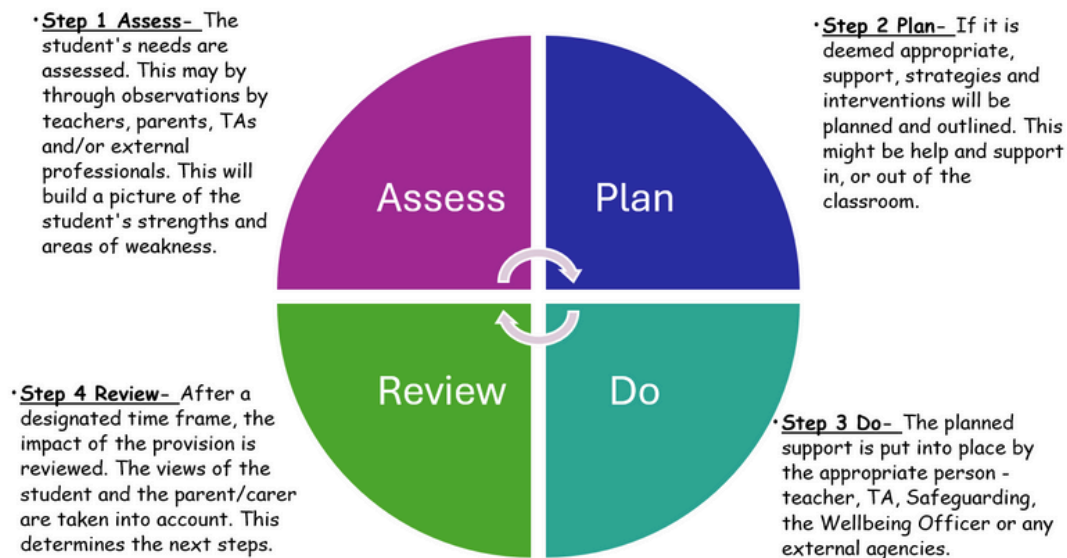 ·Step 1 Assess- The
student's needs are
assessed. This may by
through observations by
teachers, parents, TAs
and/or external
professionals. This will
build a picture of the
student's strengths and
areas of weakness.
·Step 2 Plan- If it is
deemed appropriate,
support, strategies and
interventions will be
planned and outlined. This
might be help and support
in, or out of the
classroom.
Assess
Plan
Review
Do
·Step 4 Review- After a
designated time frame, the
impact of the provision is
reviewed. The views of the
student and the parent/carer
are taken into account. This
determines the next steps.
·Step 3 Do- The planned
support is put into place by
the appropriate person -
teacher, TA, Safeguarding,
the Wellbeing Officer or any
external agencies.